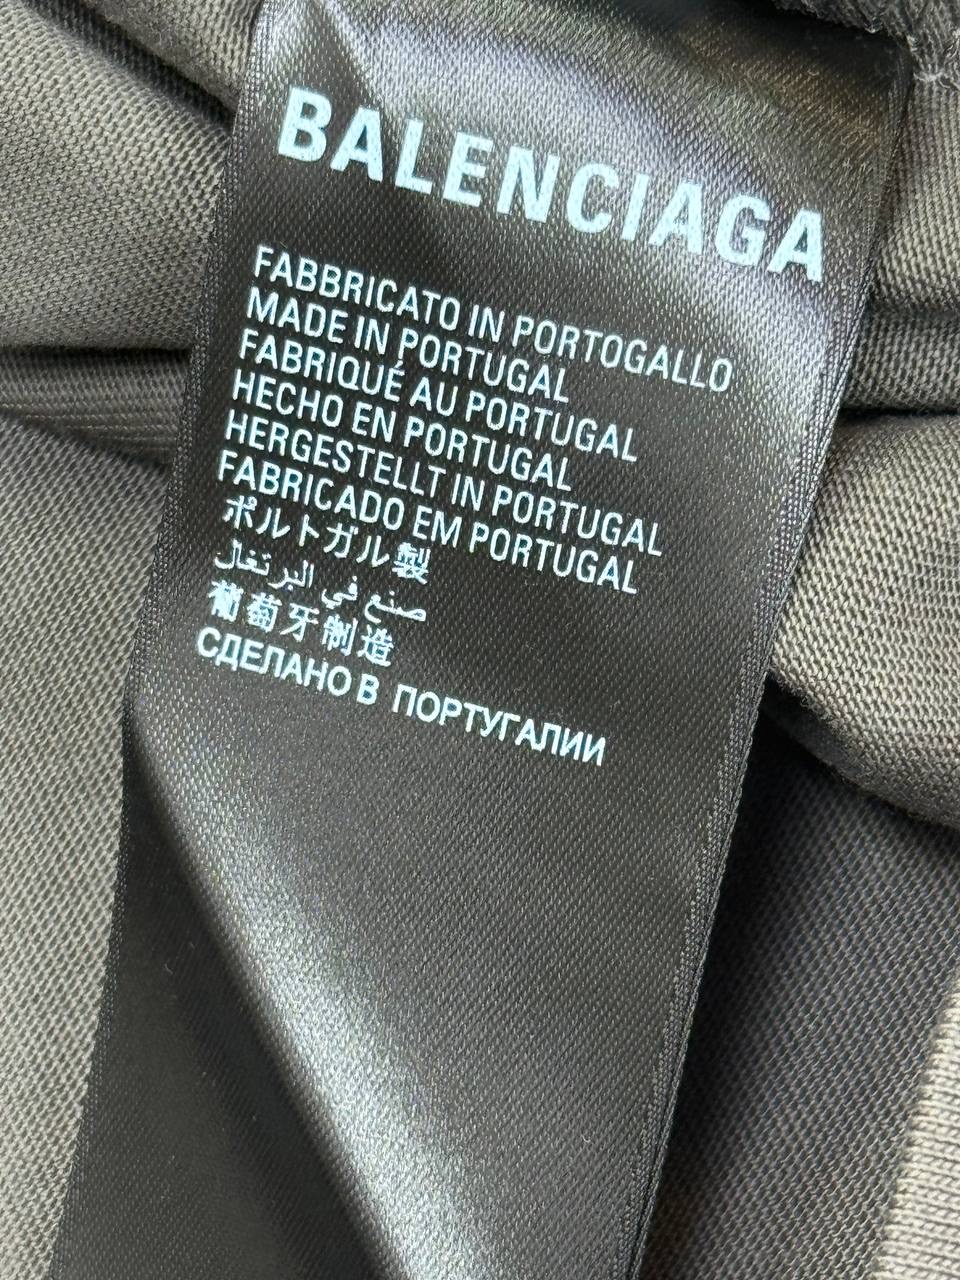 BALENCIAGA
FABBRICATO IN PORTOGALLO
MADE IN PORTUGAL
FABRIQUÉ AU PORTUGAL
HECHO EN PORTUGAL
HERGESTELLT IN PORTUGAL
FABRICADO EM PORTUGAL
ポルトガル製
صنع في البرتغال
葡萄牙制造
СДЕЛАНО В ПОРТУГАЛИИ